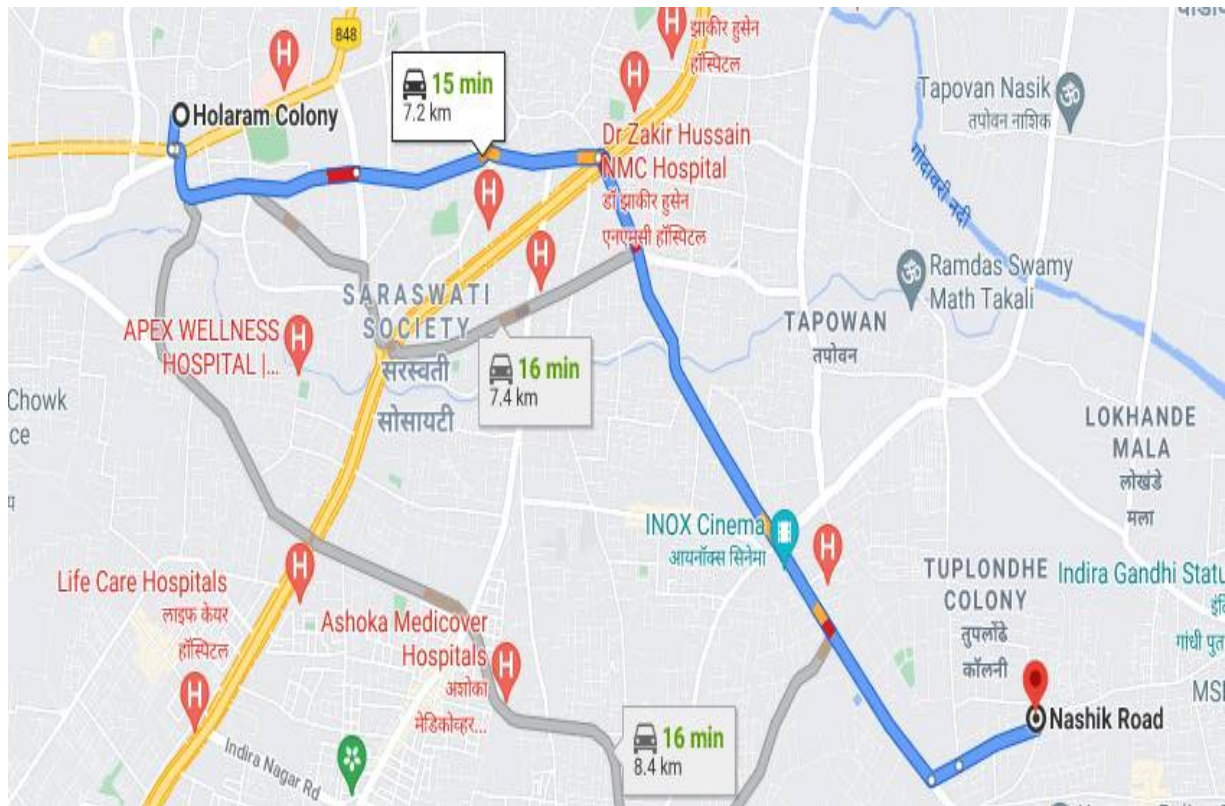 848
झाकीर हुसेन
हॉस्पिटल
15 min
7.2 km
Holaram Colony
Tapovan Nasik
तपोवन नाशिक
Dr Zakir Hussain
NMC Hospital
डॉ झाकीर हुसेन
एनएमसी हॉस्पिटल
गोदावरी नदी
Ramdas Swamy
Math Takali
SARASWATI
SOCIETY
सरस्वती
सोसायटी
TAPOWAN
तपोवन
APEX WELLNESS
HOSPITAL |...
16 min
7.4 km
Chowk
ce
LOKHANDE
MALA
लोखंडे
मला
INOX Cinema
आयनॉक्स सिनेमा
TUPLONDHE
COLONY
तुपलोंढे
कॉलनी
Indira Gandhi Statu
गांधी पुत
Life Care Hospitals
लाइफ केयर
हॉस्पिटल
Ashoka Medicover
Hospitals
अशोका
मेडिकोव्हर...
MSI
Nashik Road
16 min
8.4 km
Indira Nagar Rd